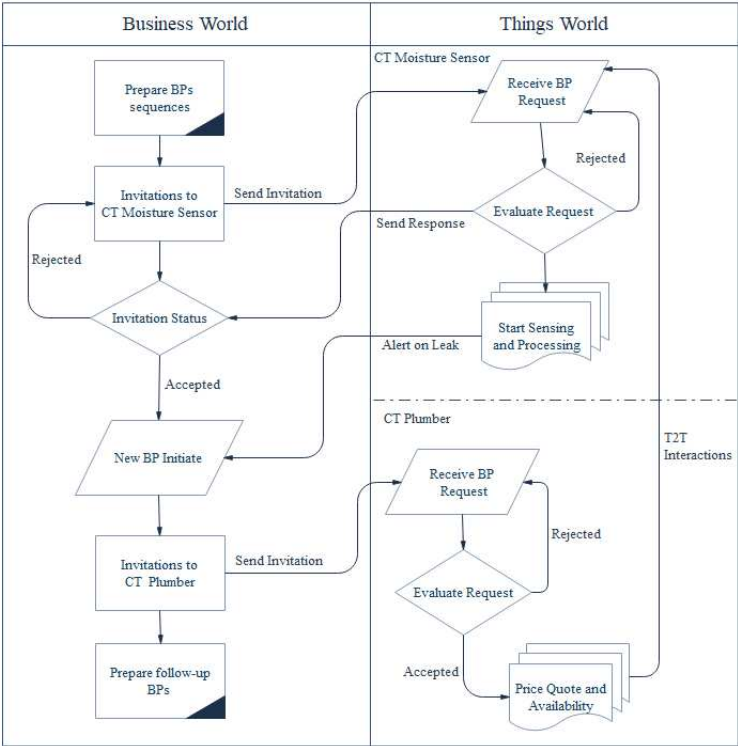 Business World
Things World
CT Moisture Sensor
Prepare BPs
sequences
Receive BP
Request
Rejected
Invitations to
CT Moisture Sensor
Send Invitation
Evaluate Request
Send Response
Rejected
Invitation Status
Start Sensing
and Processing
Alert on Leak
Accepted
CT Plumber
T2T
Interactions
New BP Initiate
Receive BP
Request
Rejected
Invitations to
CT Plumber
Send Invitation
Evaluate Request
Accepted
Prepare follow-up
BPs
Price Quote and
Availability